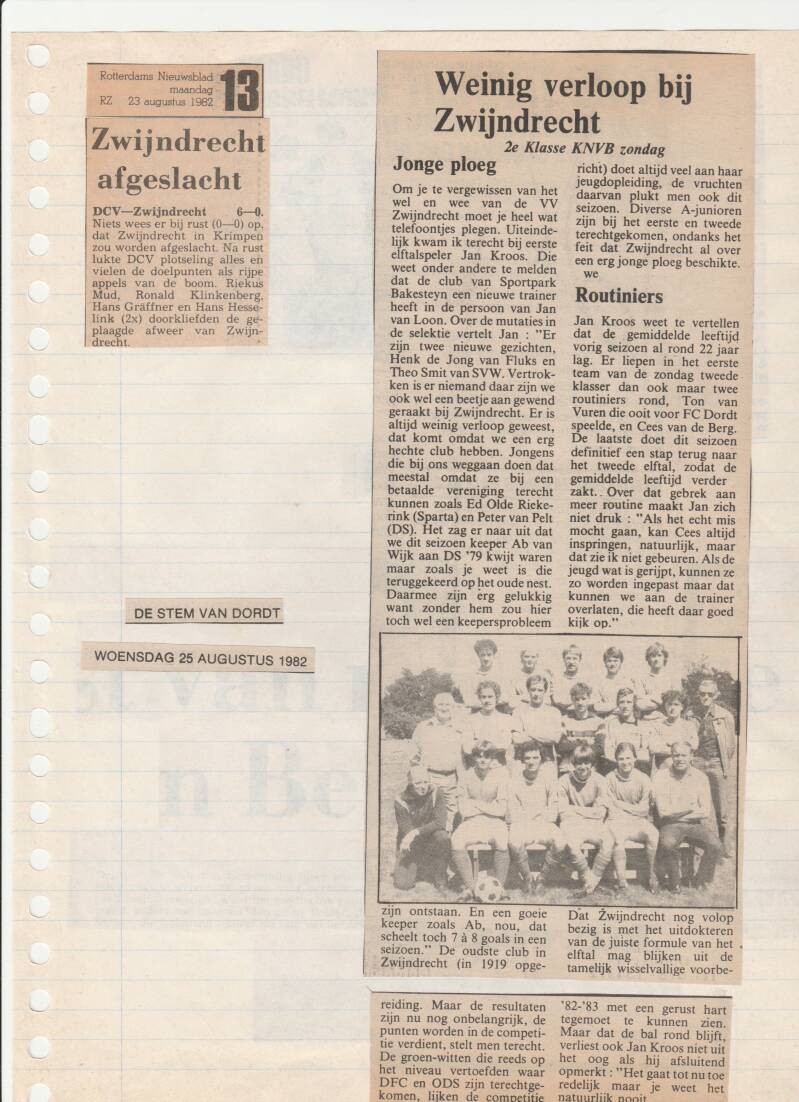 Rotterdams Nieuwsblad
maandag
RZ 23 augustus 1982
13
Zwijndrecht
afgeslacht
DCV—Zwijndrecht 6—0.
Niets wees er bij rust (0—0) op,
dat Zwijndrecht in Krimpen
zou worden afgeslacht. Na rust
lukte DCV plotseling alles en
vielen de doelpunten als rijpe
appels van de boom. Riekus
Mud, Ronald Klinkenberg,
Hans Gräffner en Hans Hesse-
link (2x) doorkliefden de ge-
plaagde afweer van Zwijn-
drecht.
DE STEM VAN DORDT
WOENSDAG 25 AUGUSTUS 1982
Weinig verloop bij
Zwijndrecht
2e Klasse KNVB zondag
Jonge ploeg
Om je te vergewissen van het
wel en wee van de VV
Zwijndrecht moet je heel wat
telefoontjes plegen. Uiteinde-
lijk kwam ik terecht bij eerste
elftalspeler Jan Kroos. Die
weet onder andere te melden
dat de club van Sportpark
Bakesteyn een nieuwe trainer
heeft in de persoon van Jan
van Loon. Over de mutaties in
de selektie vertelt Jan : "Er
zijn twee nieuwe gezichten,
Henk de Jong van Fluks en
Theo Smit van SVW. Vertrok-
ken is er niemand daar zijn we
ook wel een beetje aan gewend
geraakt bij Zwijndrecht. Er is
altijd weinig verloop geweest,
dat komt omdat we een erg
hechte club hebben. Jongens
die bij ons weggaan doen dat
meestal omdat ze bij een
betaalde vereniging terecht
kunnen zoals Ed Olde Rieke-
rink (Sparta) en Peter van Pelt
(DS). Het zag er naar uit dat
we dit seizoen keeper Ab van
Wijk aan DS '79 kwijt waren
maar zoals je weet is die
teruggekeerd op het oude nest.
Daarmee zijn we erg gelukkig
want zonder hem zou hier
toch wel een keepersprobleem
zijn ontstaan. En een goeie
keeper zoals Ab, nou, dat
scheelt toch 7 à 8 goals in een
seizoen." De oudste club in
Zwijndrecht (in 1919 opge-
richt) doet altijd veel aan haar
jeugdopleiding, de vruchten
daarvan plukt men ook dit
seizoen. Diverse A-junioren
zijn bij het eerste en tweede
terechtgekomen, ondanks het
feit dat Zwijndrecht al over
een erg jonge ploeg beschikte.
we
Routiniers
Jan Kroos weet te vertellen
dat de gemiddelde leeftijd
vorig seizoen al rond 22 jaar
lag. Er liepen in het eerste
team van de zondag tweede
klasser dan ook maar twee
routiniers rond, Ton van
Vuren die ooit voor FC Dordt
speelde, en Cees van de Berg.
De laatste doet dit seizoen
definitief een stap terug naar
het tweede elftal, zodat de
gemiddelde leeftijd verder
zakt.. Over dat gebrek aan
meer routine maakt Jan zich
niet druk : "Als het echt mis
mocht gaan, kan Cees altijd
inspringen, natuurlijk, maar
dat zie ik niet gebeuren. Als de
jeugd wat is gerijpt, kunnen ze
zo worden ingepast maar dat
kunnen we aan de trainer
overlaten, die heeft daar goed
kijk op."
Dat Zwijndrecht nog volop
bezig is met het uitdokteren
van de juiste formule van het
elftal mag blijken uit de
tamelijk wisselvallige voorbe-
reiding. Maar de resultaten
zijn nu nog onbelangrijk, de
punten worden in de competi-
tie verdient, stelt men terecht.
De groen-witten die reeds op
het niveau vertoefden waar
DFC en ODS zijn terechtge-
komen, lijken de competitie
'82-'83 met een gerust hart
tegemoet te kunnen zien.
Maar dat de bal rond blijft,
verliest ook Jan Kroos niet uit
het oog als hij afsluitend
opmerkt : "Het gaat tot nu toe
redelijk maar je weet het
natuurlijk nooit